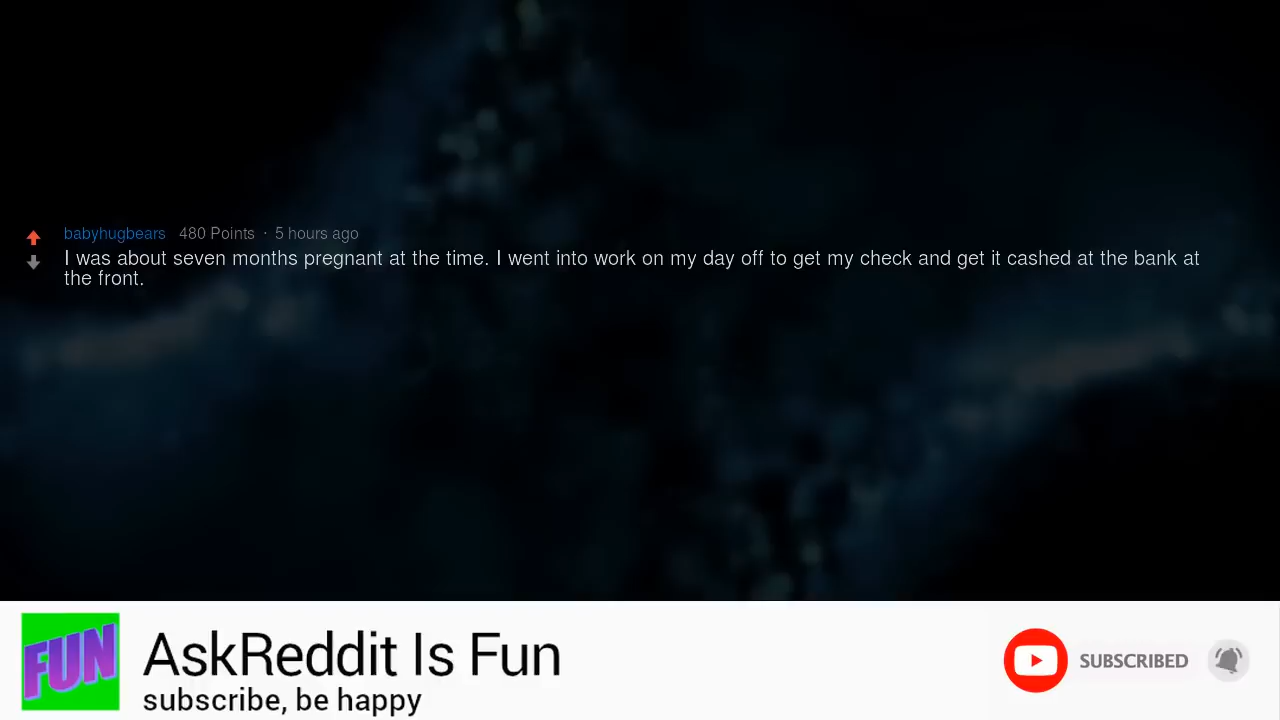 babyhugbears 480 Points · 5 hours ago
I was about seven months pregnant at the time. I went into work on my day off to get my check and get it cashed at the bank at
the front.
FUN
AskReddit Is Fun
subscribe, be happy
SUBSCRIBED